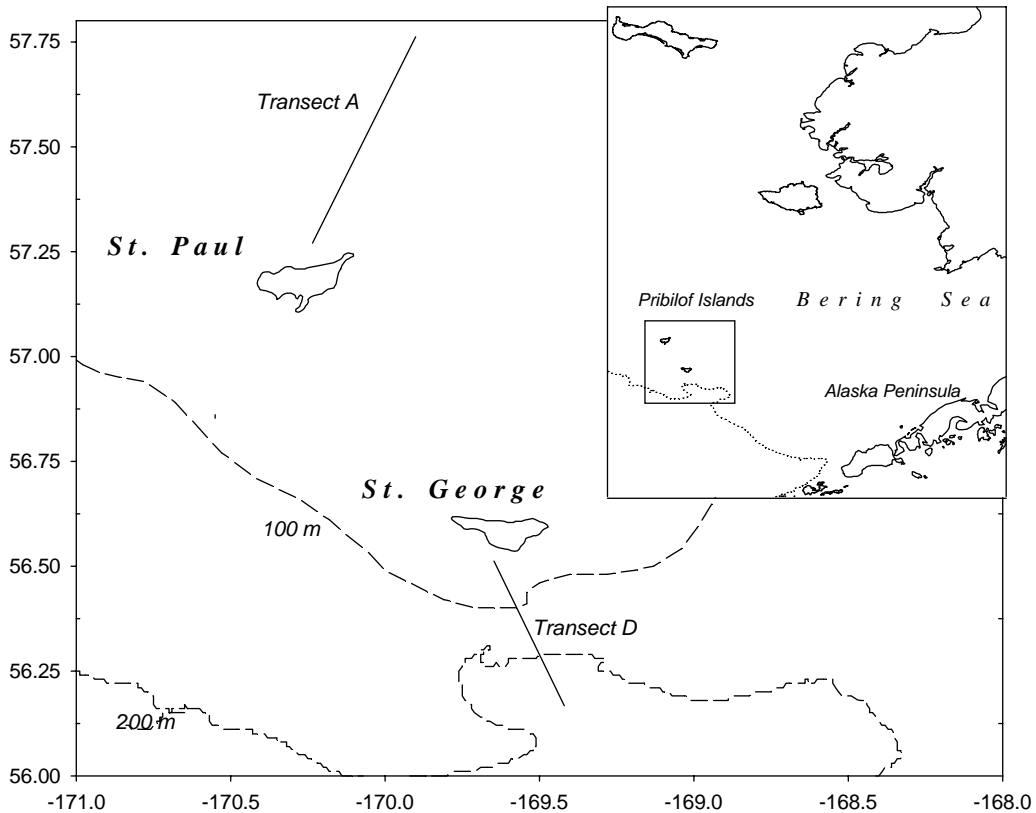 57.75
Transect A
57.50
57.25
St. Paul
Pribilof Islands
Bering Sea
57.00
Alaska Peninsula
56.75
St. George
100 m
56.50
Transect D
56.25
200 m
56.00
-171.0
-170.5
-170.0
-169.5
-169.0
-168.5
-168.0